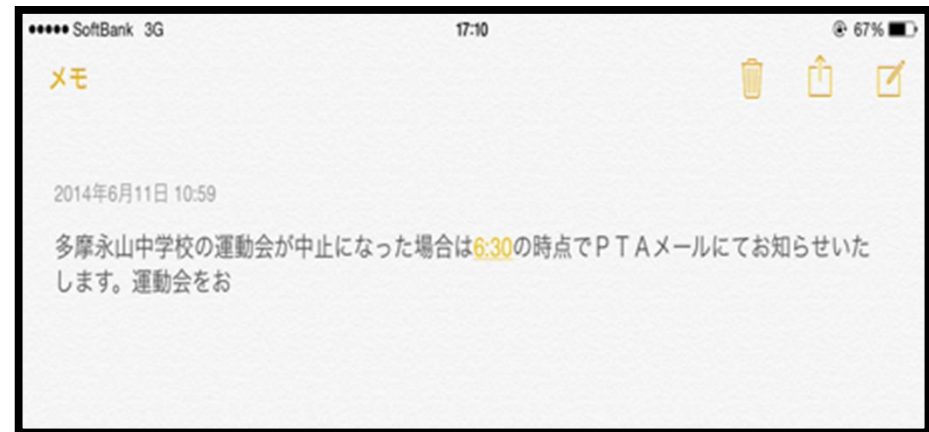 ●●●●● SoftBank 3G 17:10 67%
メモ
2014年6月11日 10:59
多摩永山中学校の運動会が中止になった場合は6:30の時点でＰＴＡメールにてお知らせいた
します。運動会をお